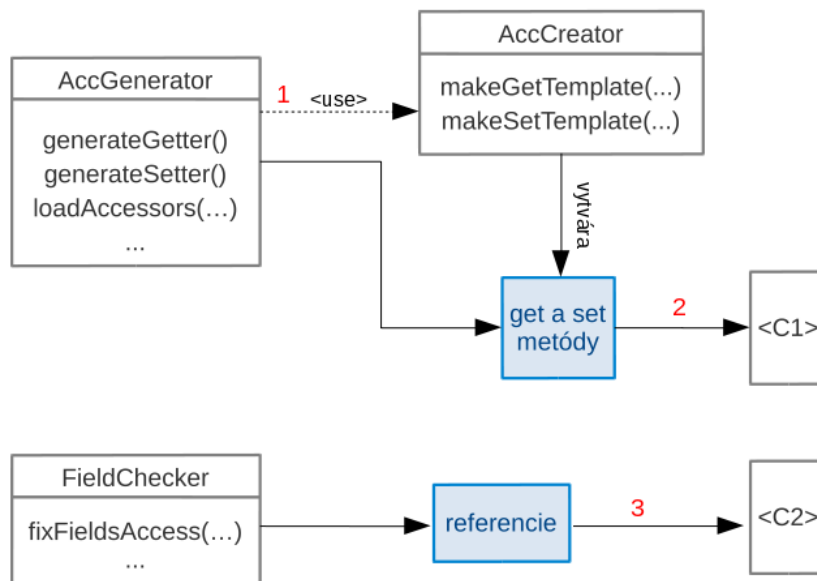 AccGenerator
generateGetter()
generateSetter()
loadAccessors(…)
...
1
<use>
AccCreator
makeGetTemplate(...)
makeSetTemplate(...)
vytvára
get a set
metódy
2
<C1>
FieldChecker
fixFieldsAccess(…)
...
referencie
3
<C2>